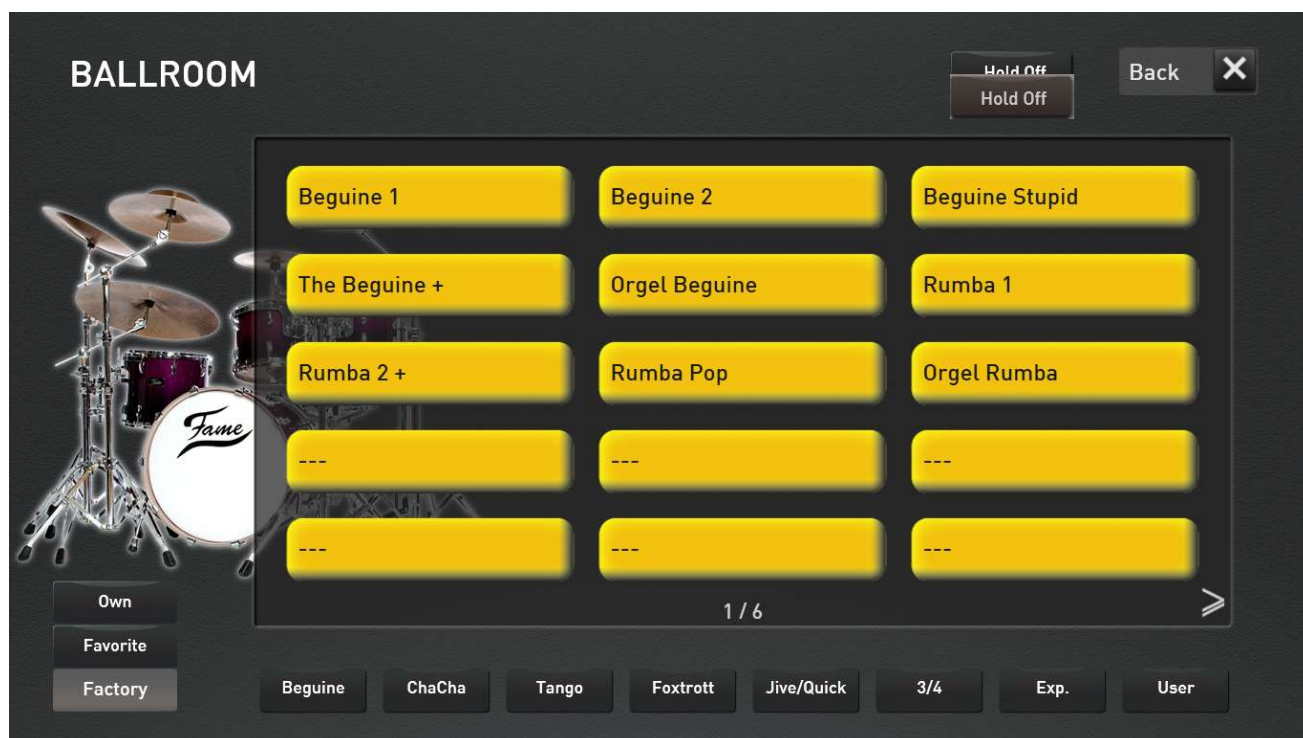 BALLROOM
Hold Off
Hold Off
Back
Beguine 1
Beguine 2
Beguine Stupid
The Beguine +
Orgel Beguine
Rumba 1
Rumba 2 +
Rumba Pop
Orgel Rumba
Fame
---
---
---
---
---
---
1 / 6
Own
Favorite
Factory
Beguine
ChaCha
Tango
Foxtrott
Jive/Quick
3/4
Exp.
User